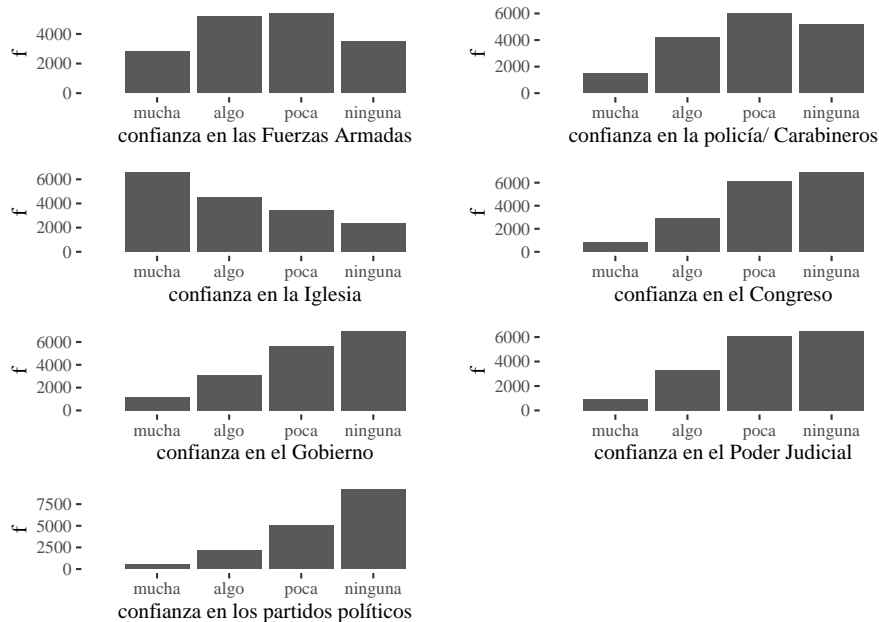 f
4000
2000
0
mucha algo poca ninguna
confianza en las Fuerzas Armadas
f
6000
4000
2000
0
mucha algo poca ninguna
confianza en la policía/ Carabineros
f
6000
4000
2000
0
mucha algo poca ninguna
confianza en la Iglesia
f
6000
4000
2000
0
mucha algo poca ninguna
confianza en el Congreso
f
6000
4000
2000
0
mucha algo poca ninguna
confianza en el Gobierno
f
6000
4000
2000
0
mucha algo poca ninguna
confianza en el Poder Judicial
f
7500
5000
2500
0
mucha algo poca ninguna
confianza en los partidos políticos